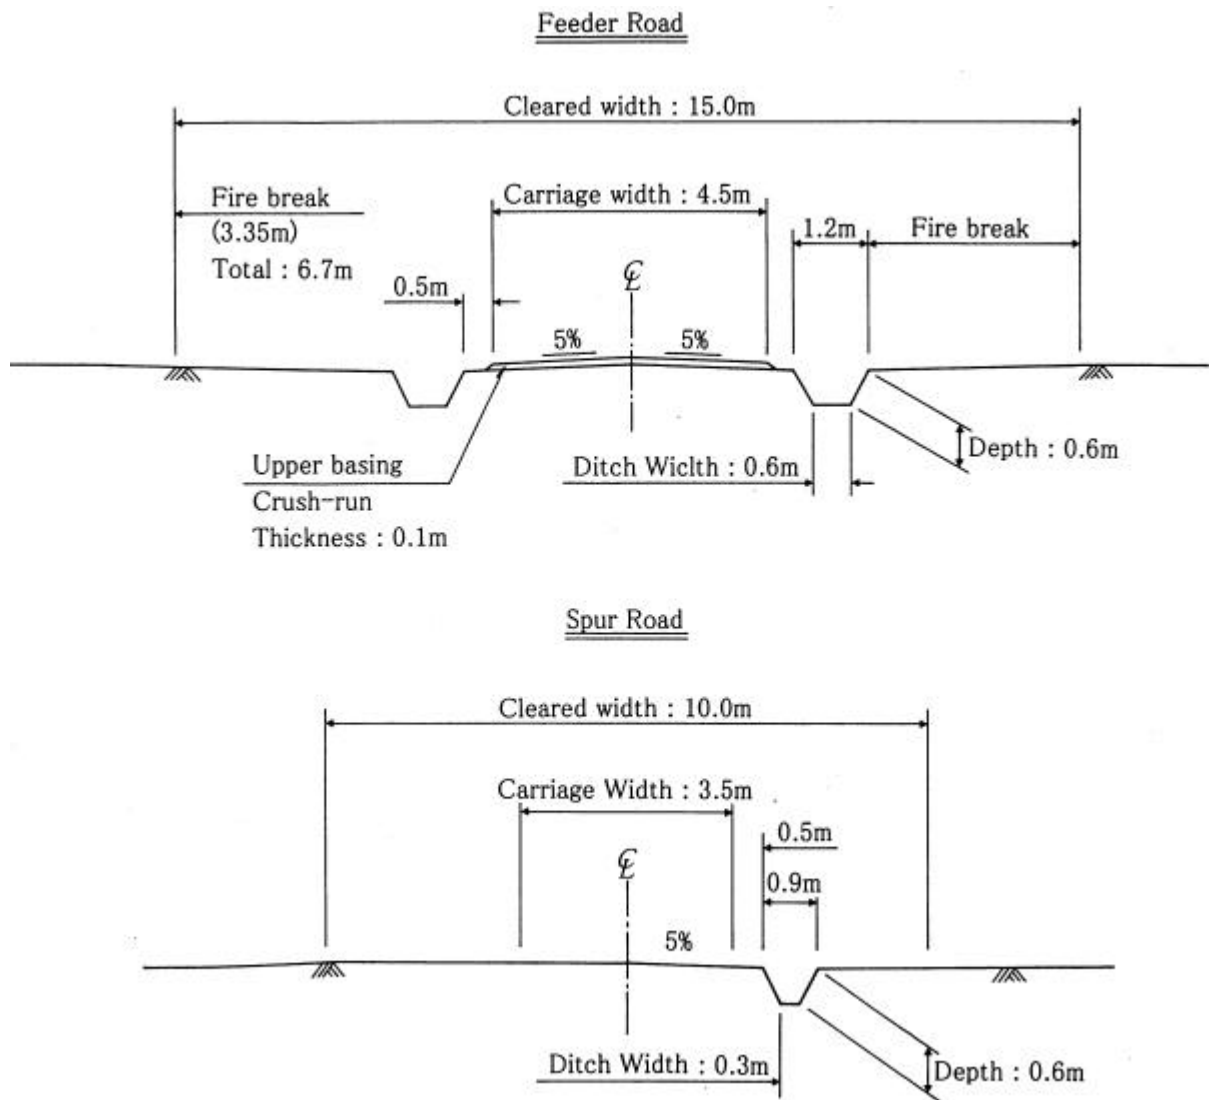 Feeder Road
Cleared width : 15.0m
Fire break
(3.35m)
Total : 6.7m
Carriage width : 4.5m
1.2m
Fire break
0.5m
℄
5%
5%
Upper basing
Crush-run
Thickness : 0.1m
Ditch Wiclth : 0.6m
Depth : 0.6m
Spur Road
Cleared width : 10.0m
Carriage Width : 3.5m
0.5m
0.9m
℄
5%
Ditch Width : 0.3m
Depth : 0.6m